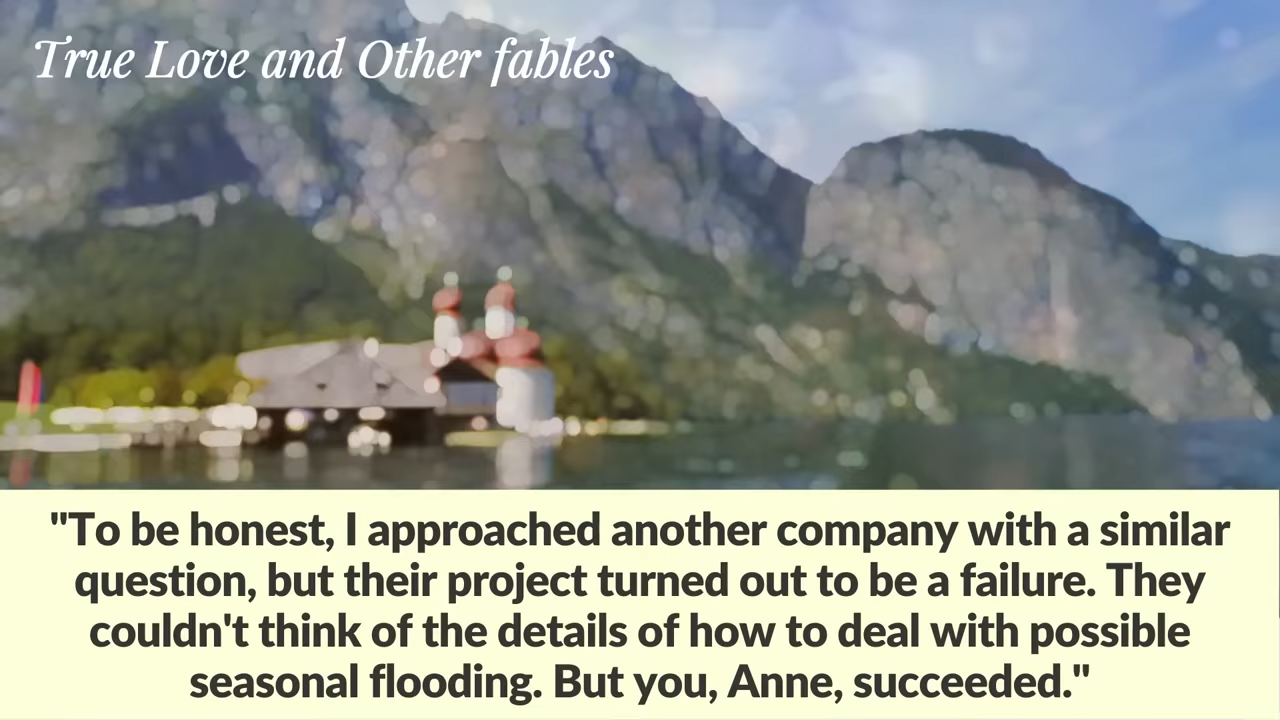 True Love and Other fables
"To be honest, I approached another company with a similar
question, but their project turned out to be a failure. They
couldn't think of the details of how to deal with possible
seasonal flooding. But you, Anne, succeeded."